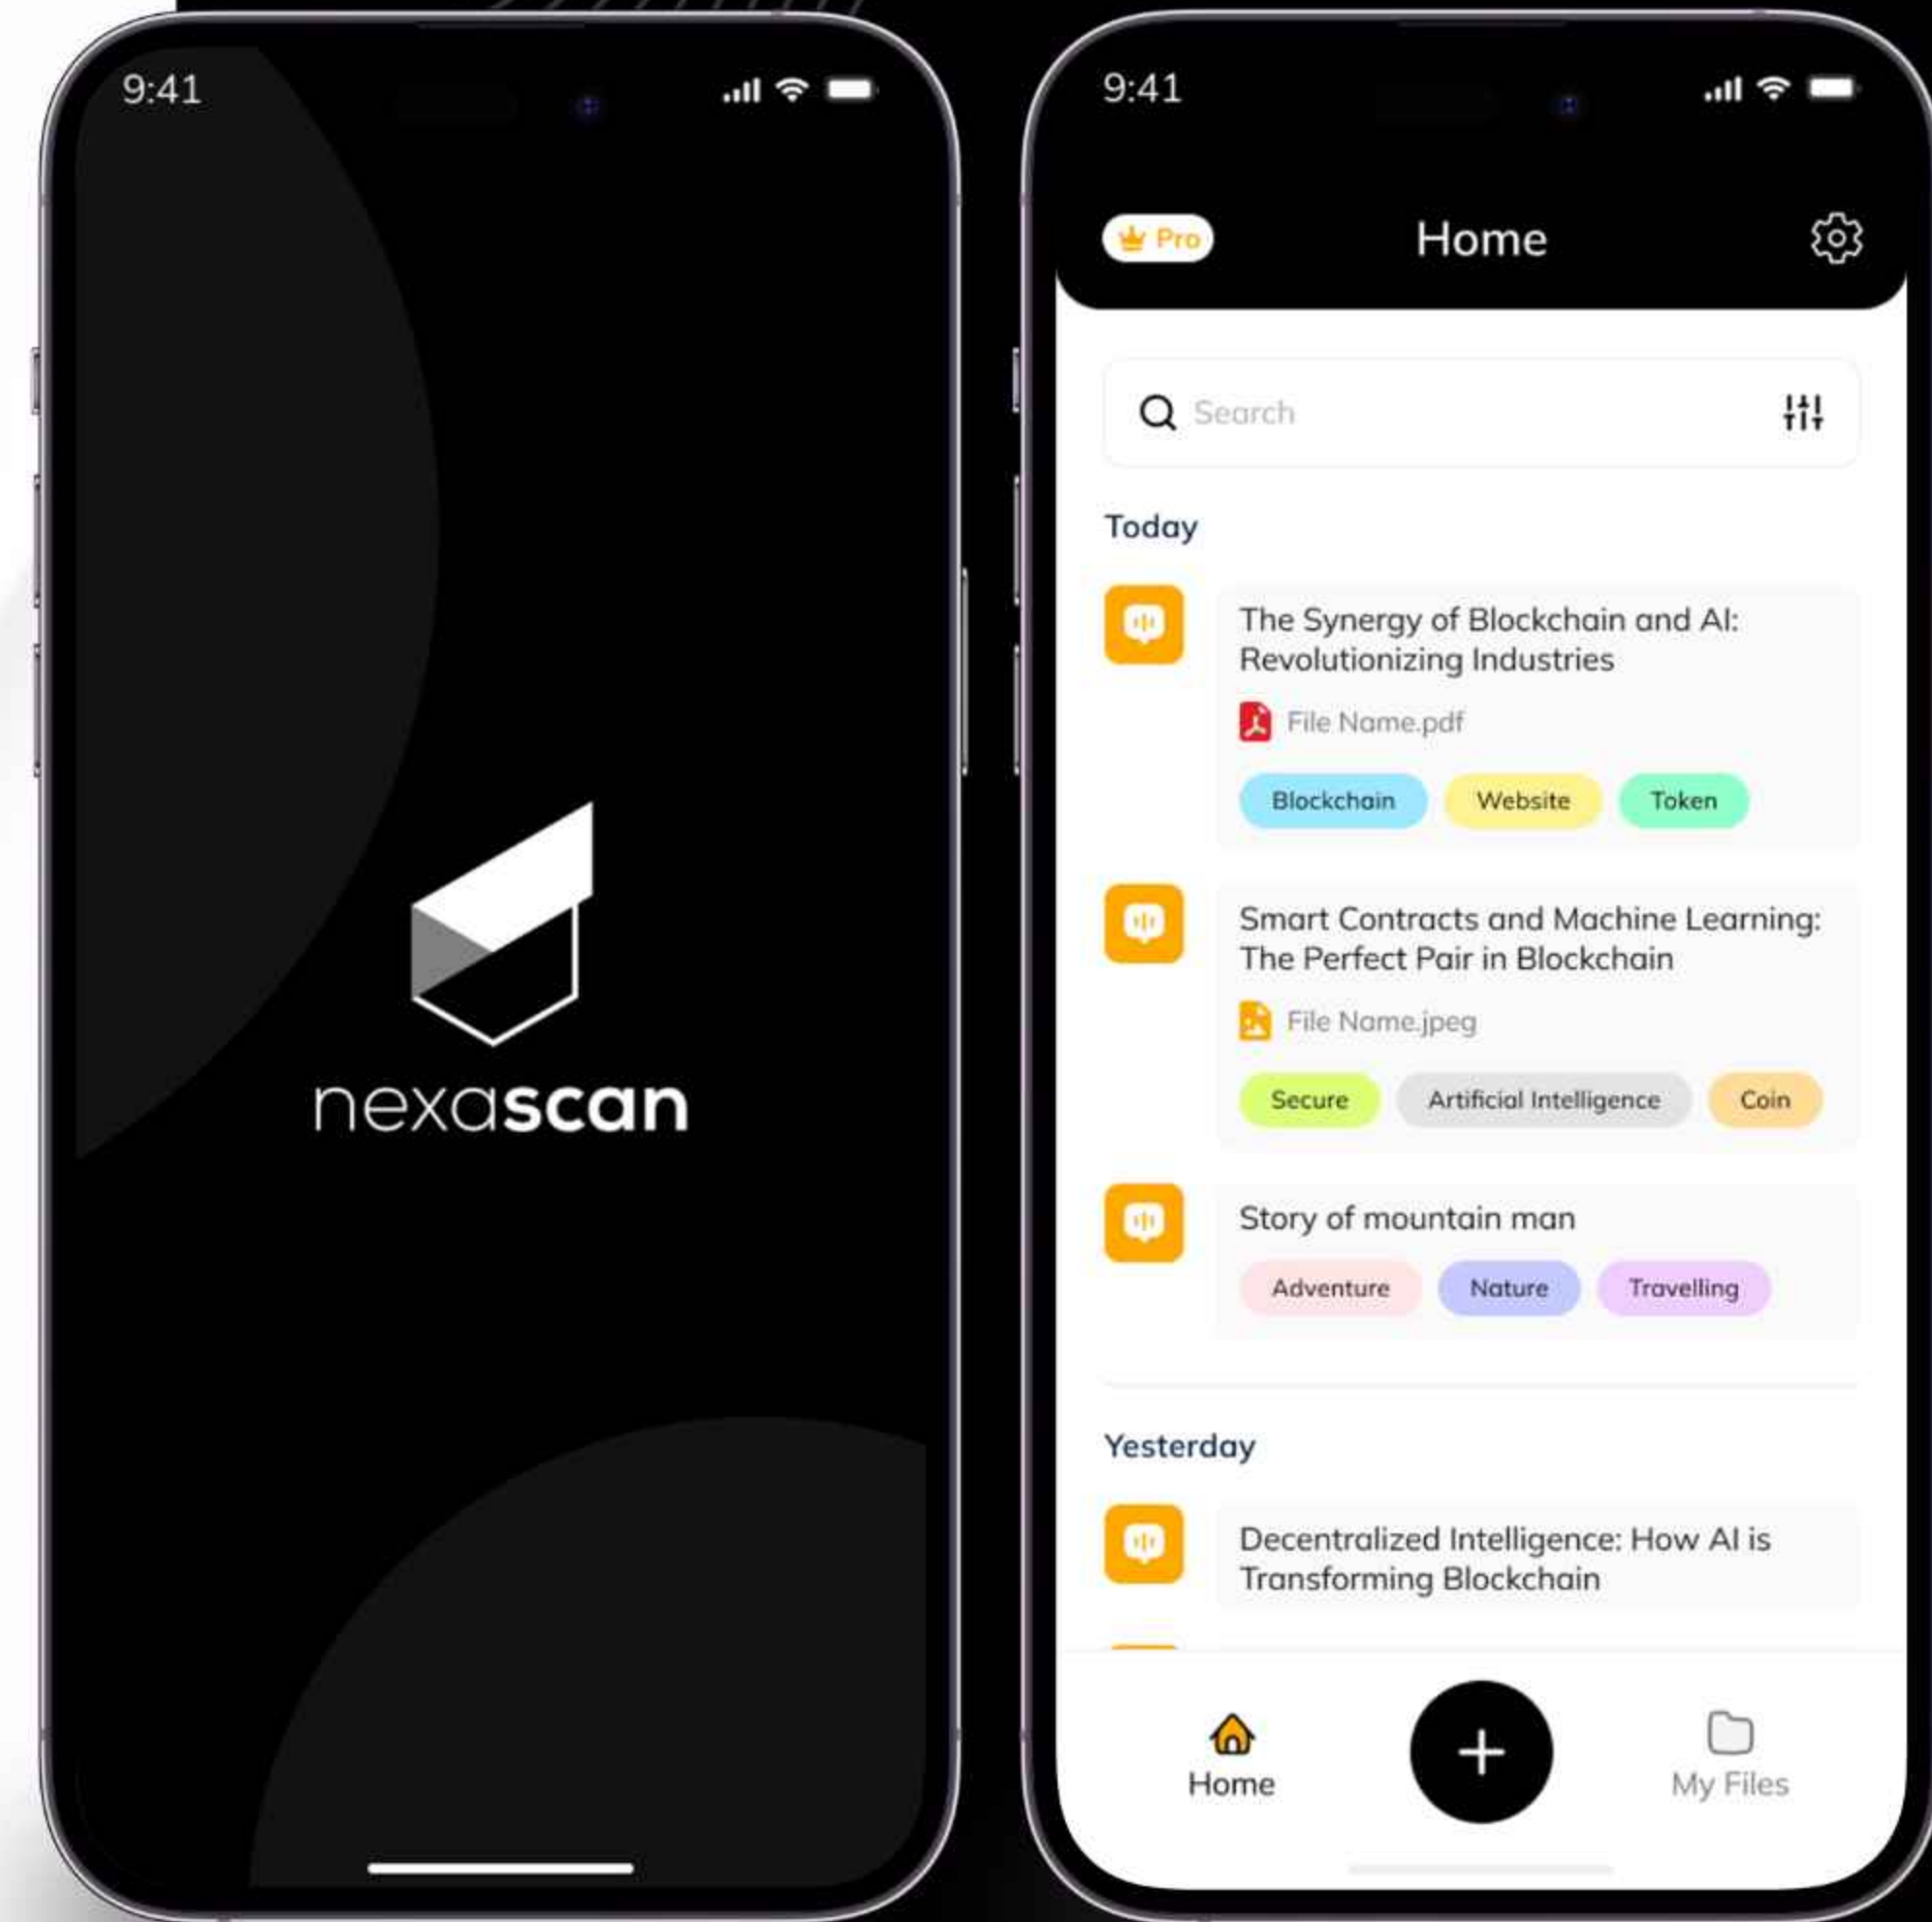 9:41
nexascan
9:41
Pro
Home
Search
Today
The Synergy of Blockchain and AI:
Revolutionizing Industries
File Name.pdf
Blockchain Website Token
Smart Contracts and Machine Learning:
The Perfect Pair in Blockchain
File Name.jpeg
Secure Artificial Intelligence Coin
Story of mountain man
Adventure Nature Travelling
Yesterday
Decentralized Intelligence: How AI is
Transforming Blockchain
Home
My Files